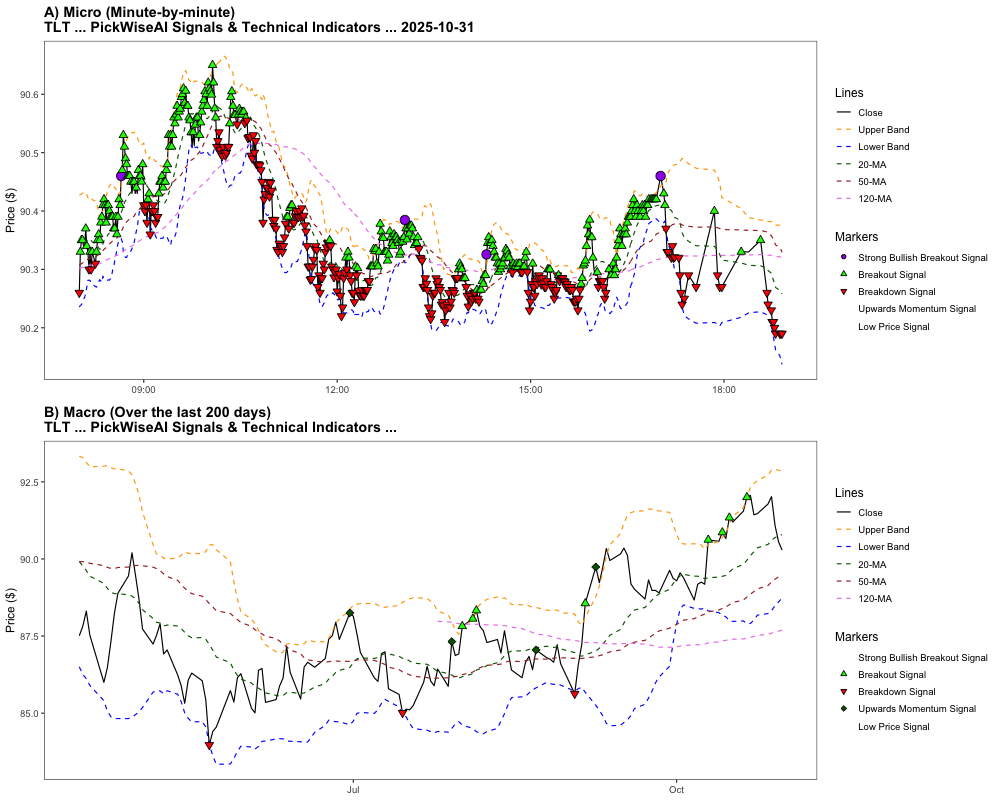 A) Micro (Minute-by-minute)
TLT ... PickWiseAI Signals & Technical Indicators ... 2025-10-31
Price ($)
90.6
90.5
90.4
90.3
90.2
09:00
12:00
15:00
18:00
Lines
Close
Upper Band
Lower Band
20-MA
50-MA
120-MA
Markers
Strong Bullish Breakout Signal
Breakout Signal
Breakdown Signal
Upwards Momentum Signal
Low Price Signal
B) Macro (Over the last 200 days)
TLT ... PickWiseAI Signals & Technical Indicators ...
Price ($)
92.5
90.0
87.5
85.0
Jul
Oct
Lines
Close
Upper Band
Lower Band
20-MA
50-MA
120-MA
Markers
Strong Bullish Breakout Signal
Breakout Signal
Breakdown Signal
Upwards Momentum Signal
Low Price Signal